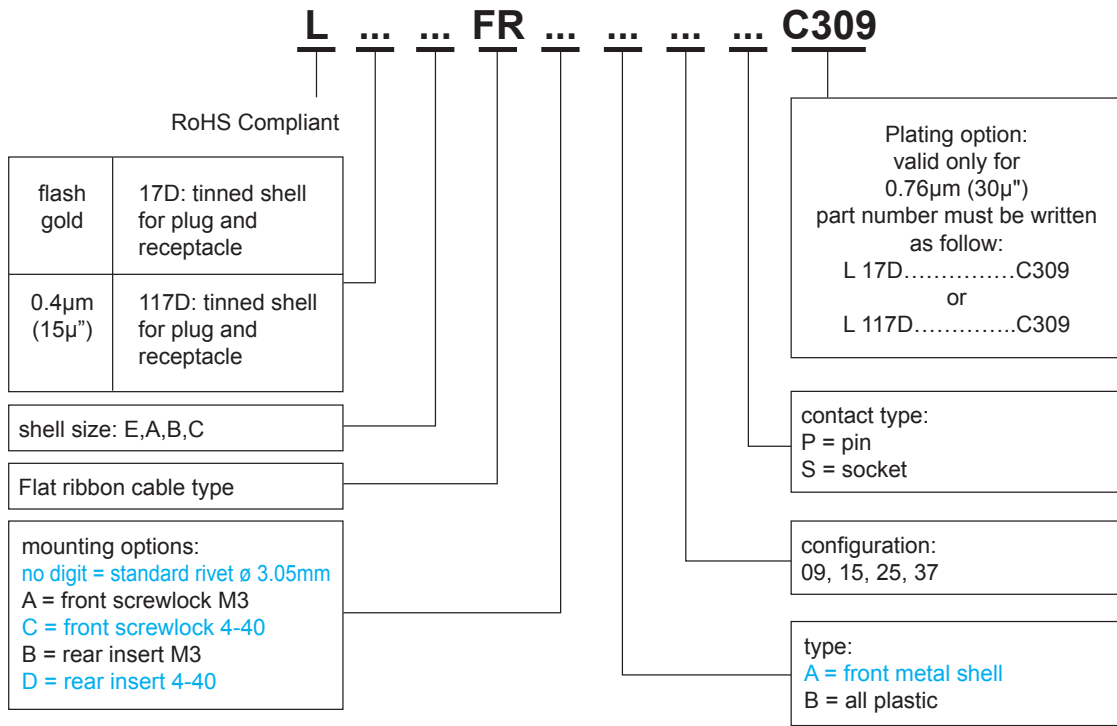 L ... ... FR ... ... ... ... C309
RoHS Compliant
flash
gold
17D: tinned shell
for plug and
receptacle
0.4µm
(15µ”)
117D: tinned shell
for plug and
receptacle
shell size: E,A,B,C
Flat ribbon cable type
mounting options:
no digit = standard rivet ø 3.05mm
A = front screwlock M3
C = front screwlock 4-40
B = rear insert M3
D = rear insert 4-40
Plating option:
valid only for
0.76µm (30µ")
part number must be written
as follow:
L 17D……………C309
or
L 117D…………..C309
contact type:
P = pin
S = socket
configuration:
09, 15, 25, 37
type:
A = front metal shell
B = all plastic